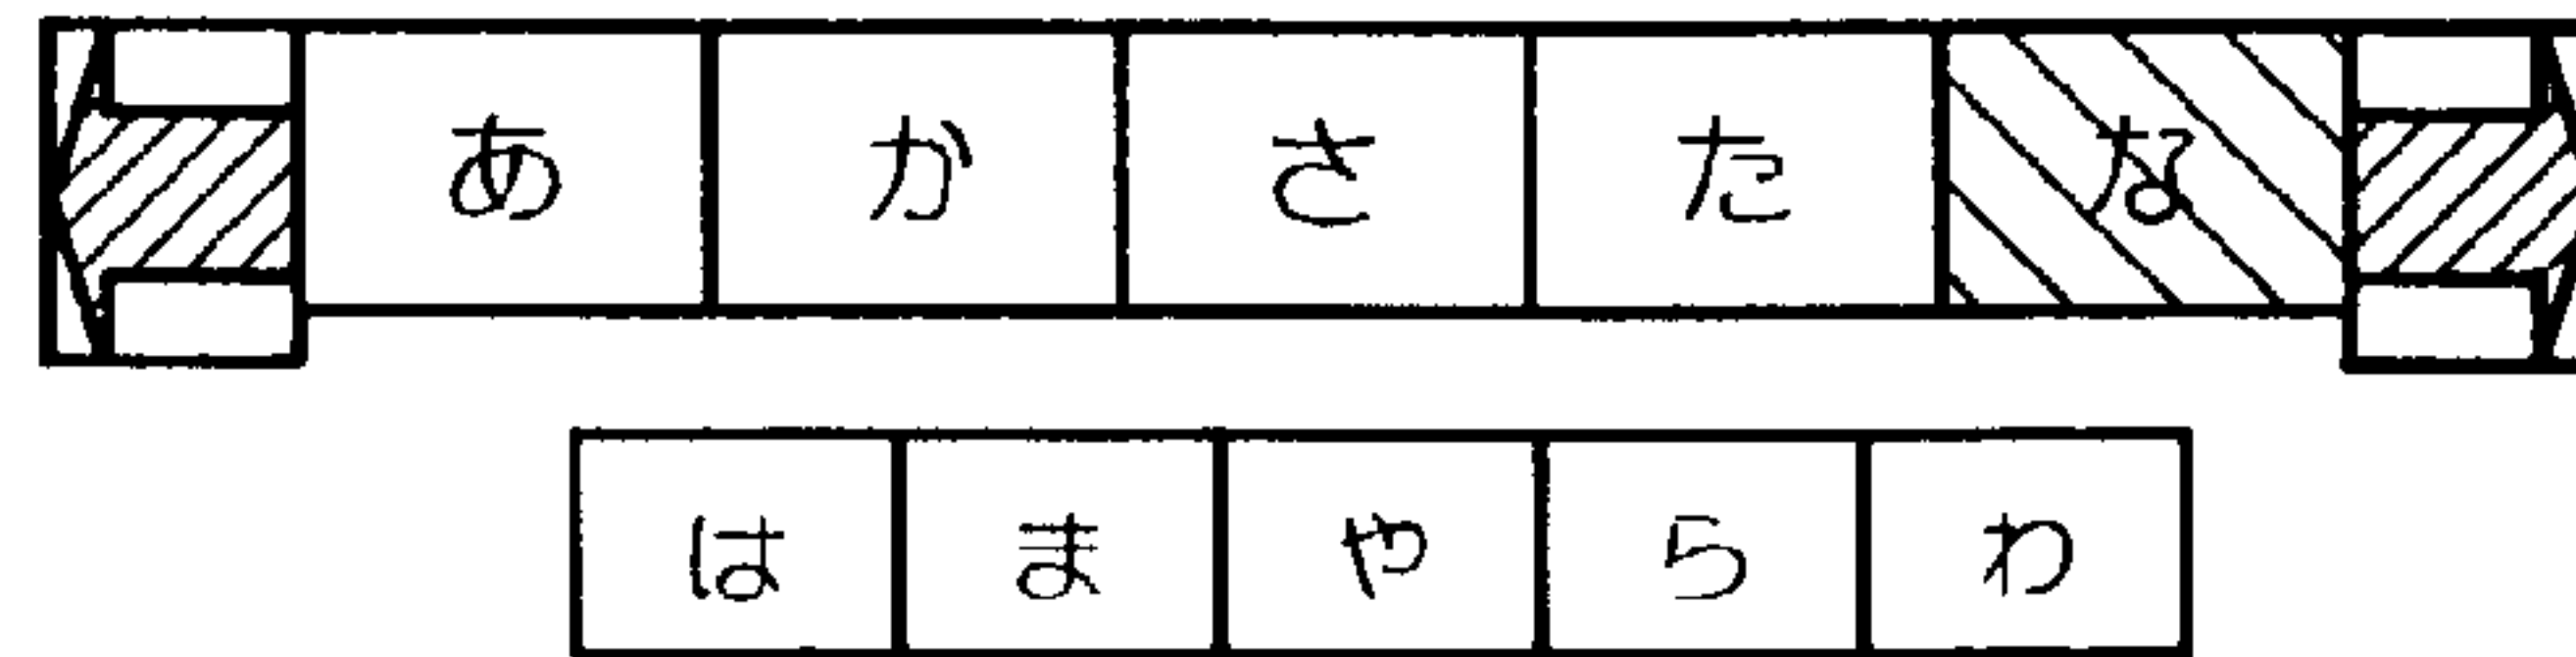 あ か さ た な
は ま や ら わ